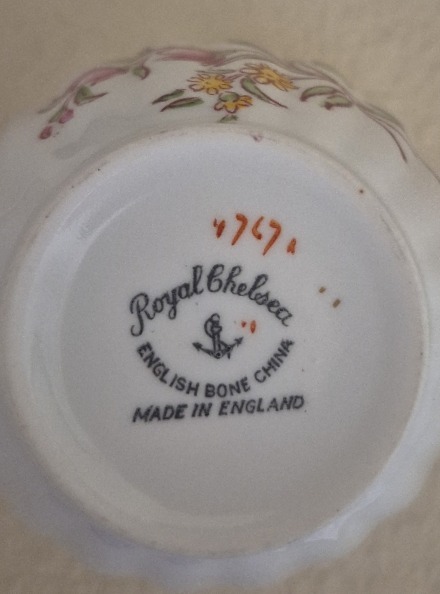 4767A
Royal Chelsea
ENGLISH BONE CHINA
MADE IN ENGLAND